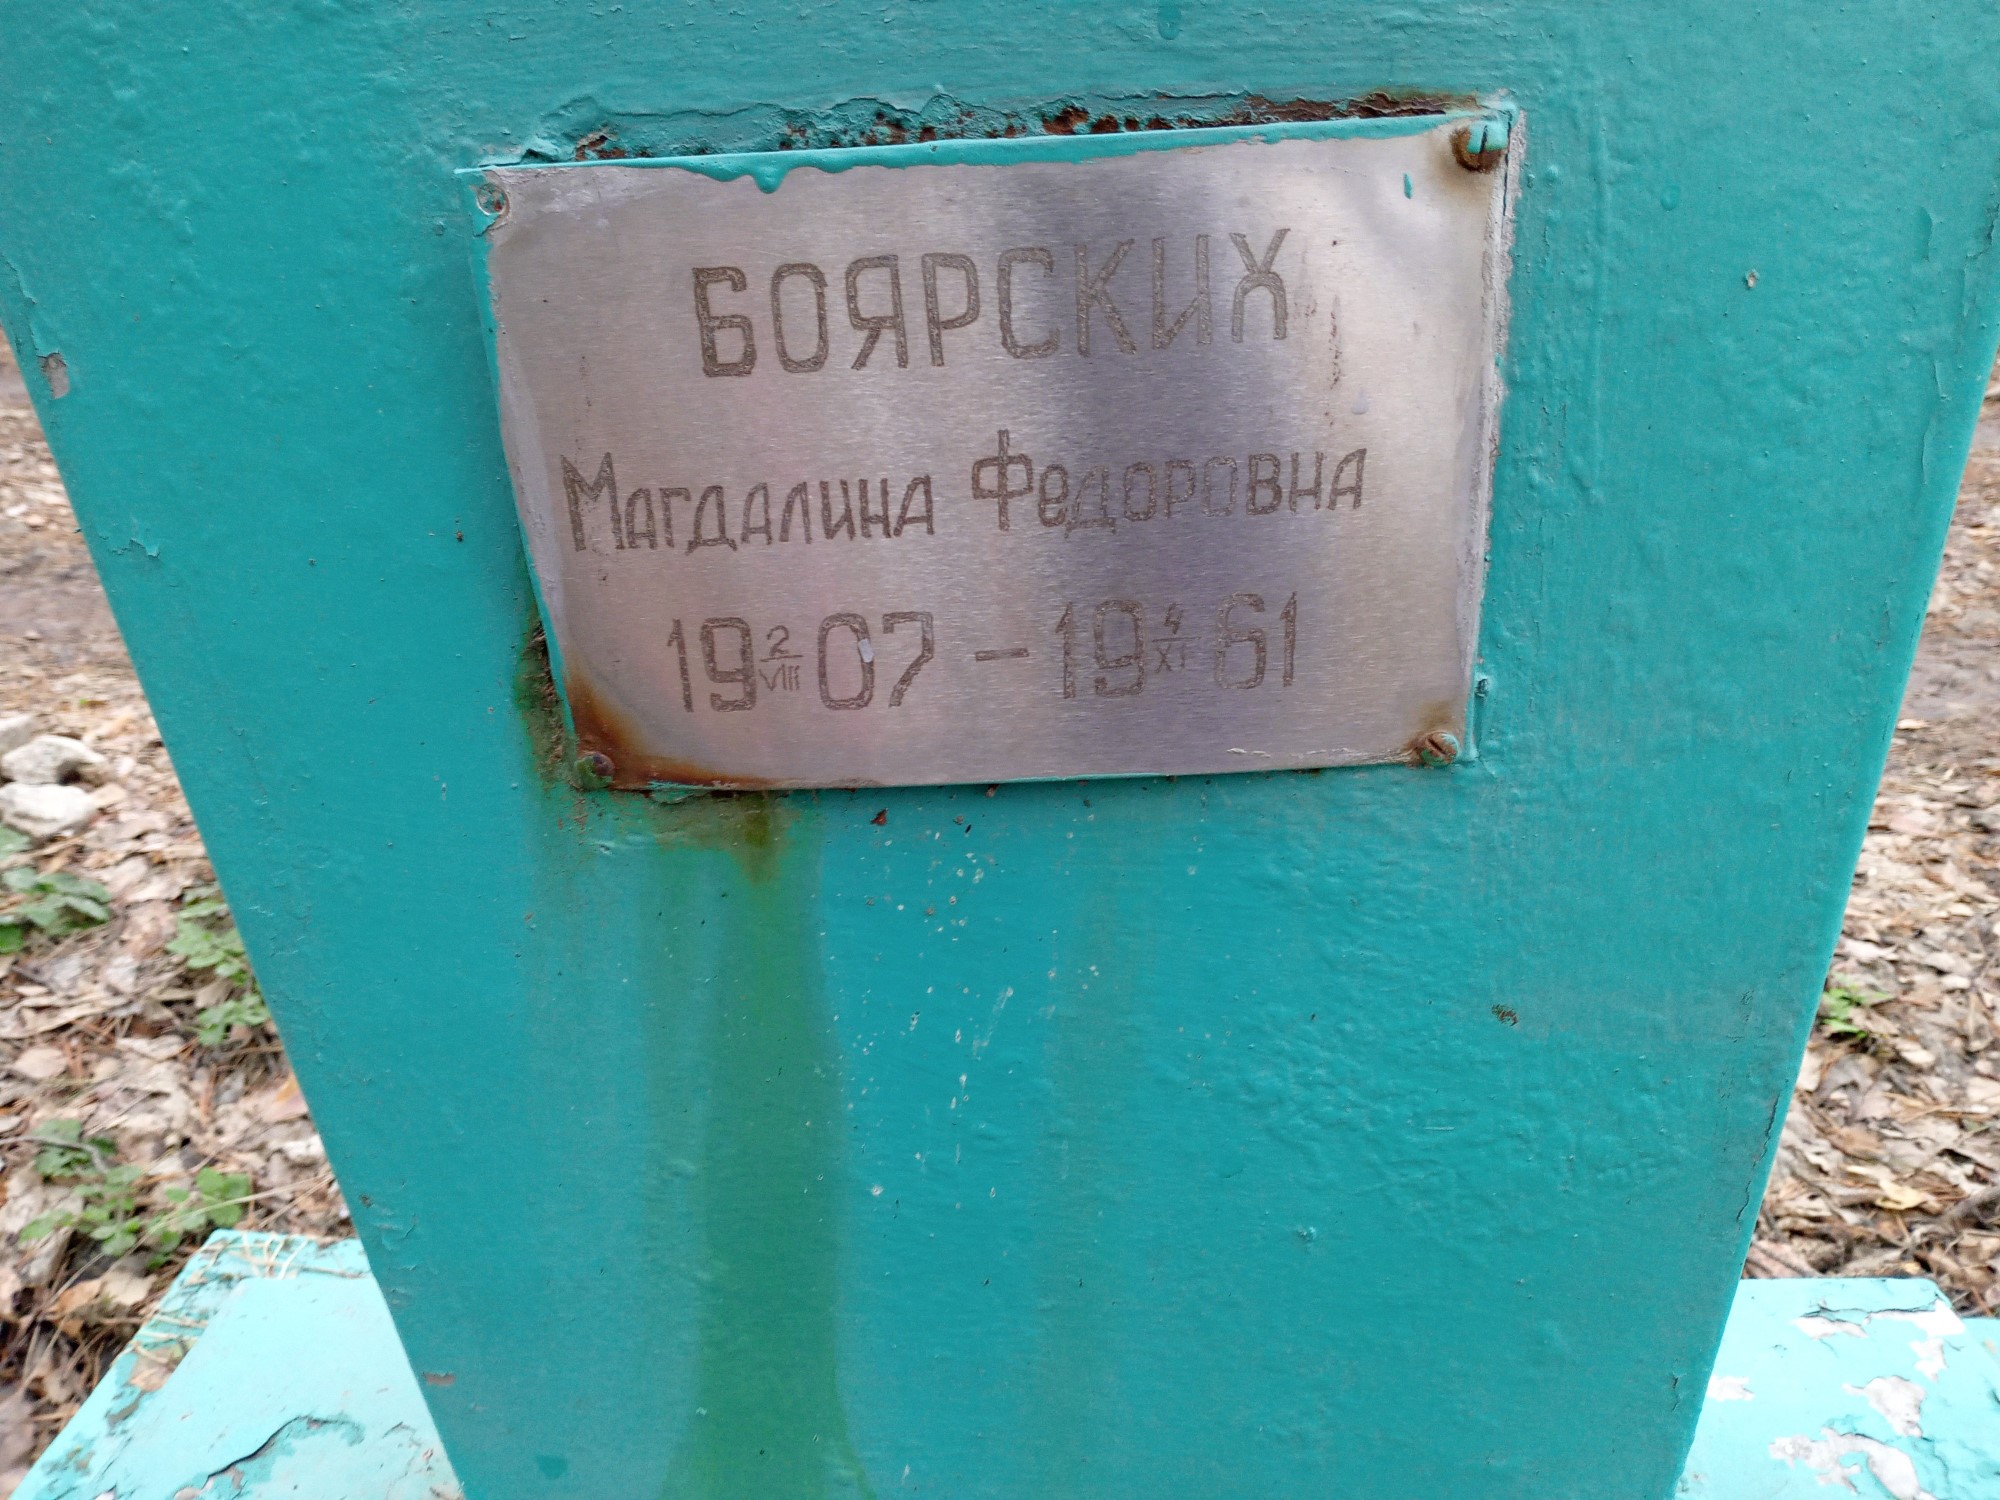 БОЯРСКИХ
Магдалина Федоровна
19 2/VIII 07 - 19 4/XI 61